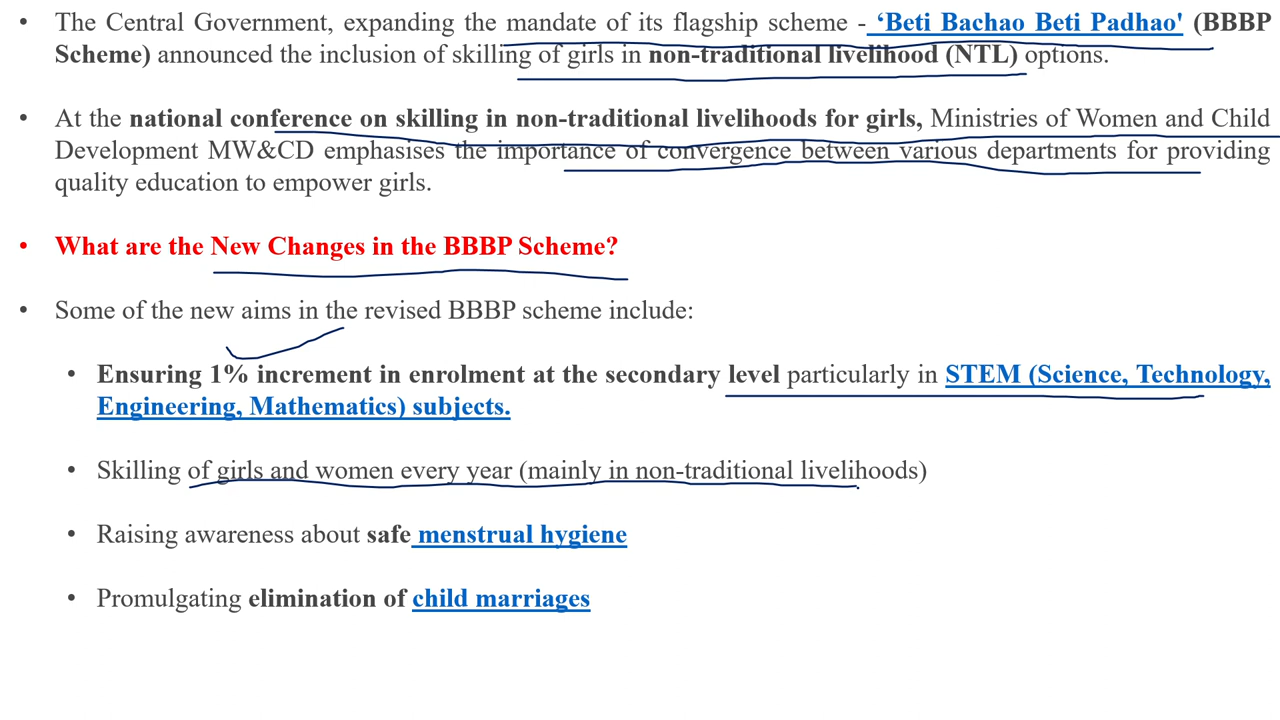 • The Central Government, expanding the mandate of its flagship scheme - ‘Beti Bachao Beti Padhao' (BBBP
Scheme) announced the inclusion of skilling of girls in non-traditional livelihood (NTL) options.
• At the national conference on skilling in non-traditional livelihoods for girls, Ministries of Women and Child
Development MW&CD emphasises the importance of convergence between various departments for providing
quality education to empower girls.
• What are the New Changes in the BBBP Scheme?
• Some of the new aims in the revised BBBP scheme include:
• Ensuring 1% increment in enrolment at the secondary level particularly in STEM (Science, Technology,
Engineering, Mathematics) subjects.
• Skilling of girls and women every year (mainly in non-traditional livelihoods)
• Raising awareness about safe menstrual hygiene
• Promulgating elimination of child marriages